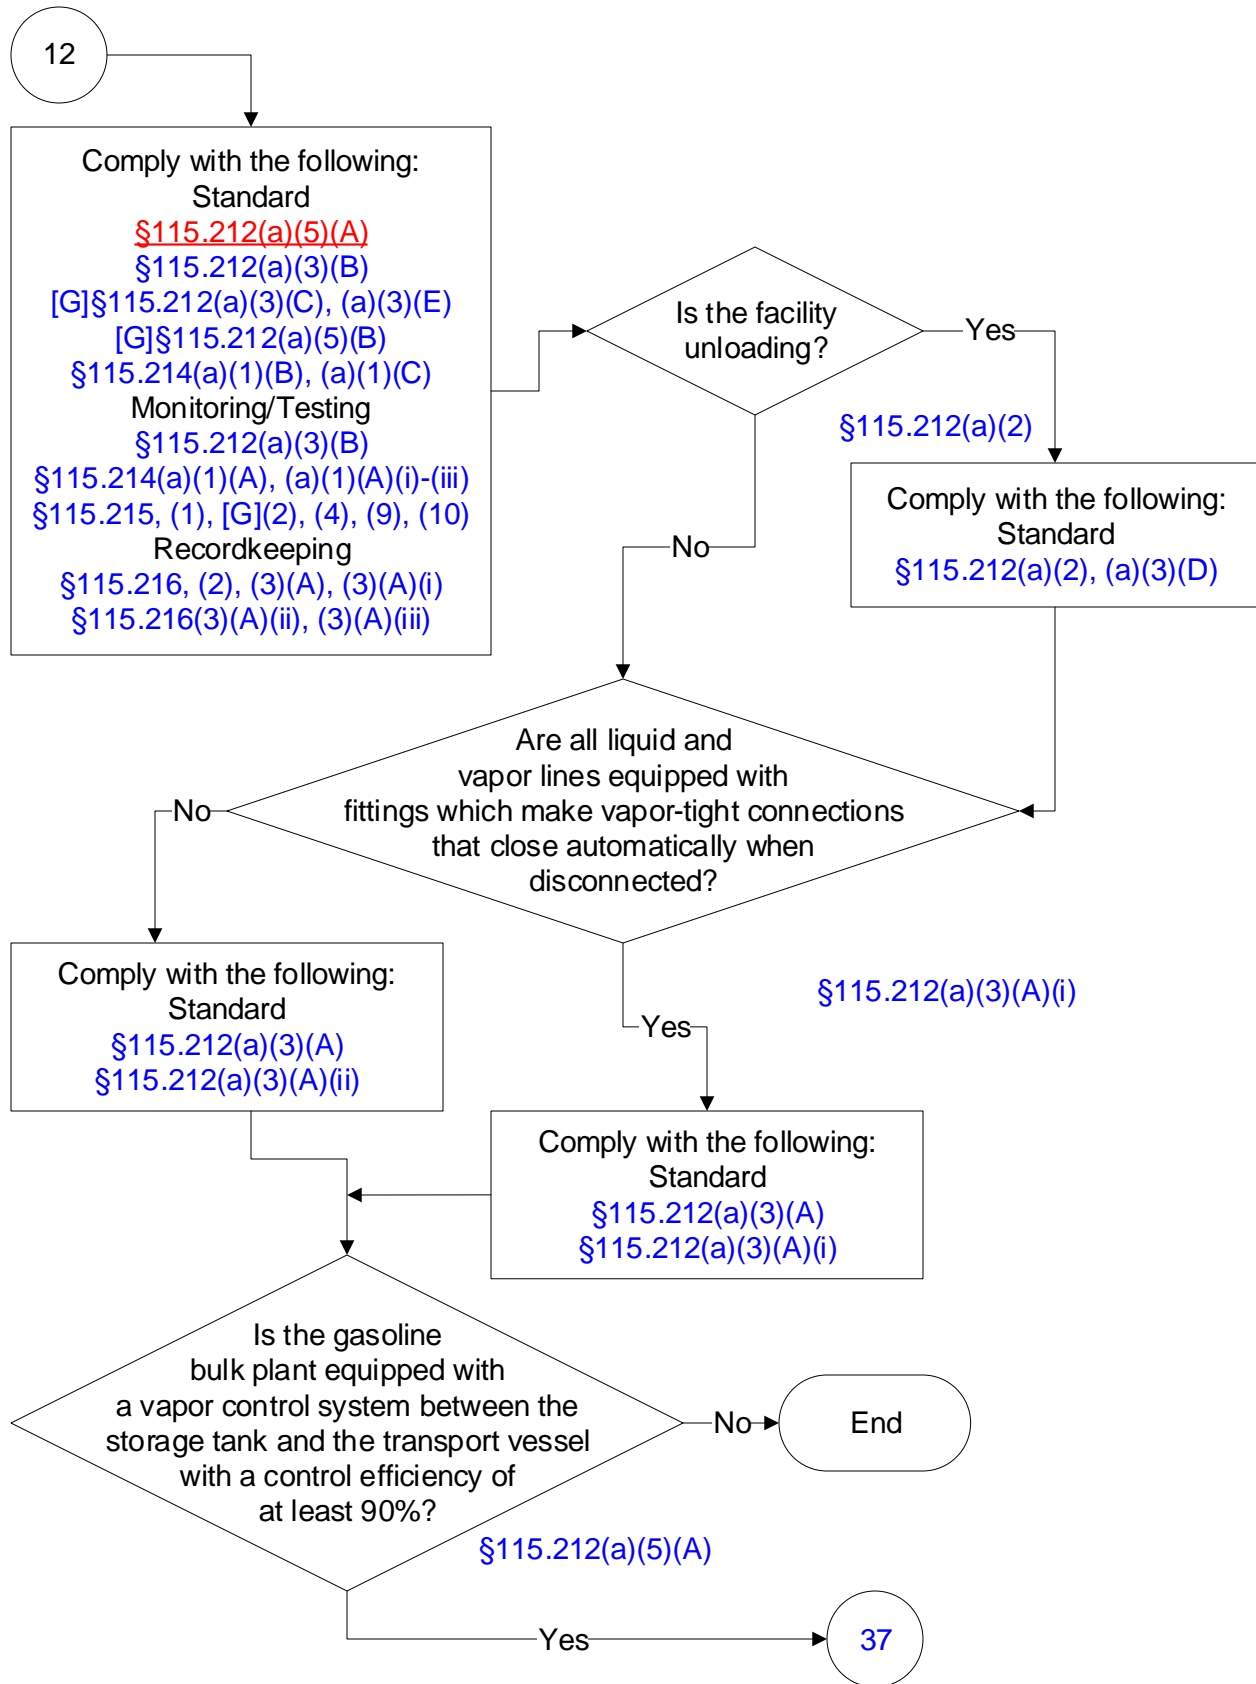 12
Comply with the following:
Standard
§115.212(a)(5)(A)
§115.212(a)(3)(B)
[G]§115.212(a)(3)(C), (a)(3)(E)
[G]§115.212(a)(5)(B)
§115.214(a)(1)(B), (a)(1)(C)
Monitoring/Testing
§115.212(a)(3)(B)
§115.214(a)(1)(A), (a)(1)(A)(i)-(iii)
§115.215, (1), [G](2), (4), (9), (10)
Recordkeeping
§115.216, (2), (3)(A), (3)(A)(i)
§115.216(3)(A)(ii), (3)(A)(iii)
Is the facility
unloading?
Yes
§115.212(a)(2)
Comply with the following:
Standard
§115.212(a)(2), (a)(3)(D)
No
Are all liquid and
vapor lines equipped with
fittings which make vapor-tight connections
that close automatically when
disconnected?
No
Comply with the following:
Standard
§115.212(a)(3)(A)
§115.212(a)(3)(A)(ii)
§115.212(a)(3)(A)(i)
Yes
Comply with the following:
Standard
§115.212(a)(3)(A)
§115.212(a)(3)(A)(i)
Is the gasoline
bulk plant equipped with
a vapor control system between the
storage tank and the transport vessel
with a control efficiency of
at least 90%?
No
End
§115.212(a)(5)(A)
Yes
37